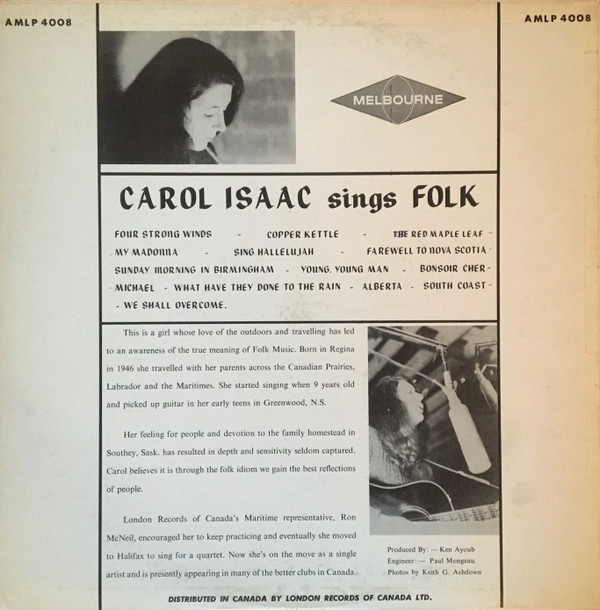 AMLP 4008
AMLP 4008
MELBOURNE
CAROL ISAAC sings FOLK
FOUR STRONG WINDS - COPPER KETTLE - THE RED MAPLE LEAF -
- MY MADONNA - SING HALLELUJAH - FAREWELL TO NOVA SCOTIA -
SUNDAY MORNING IN BIRMINGHAM - YOUNG, YOUNG MAN - BONSOIR CHER -
- MICHAEL - WHAT HAVE THEY DONE TO THE RAIN - ALBERTA - SOUTH COAST -
- WE SHALL OVERCOME.
This is a girl whose love of the outdoors and travelling has led
to an awareness of the true meaning of Folk Music. Born in Regina
in 1946 she travelled with her parents across the Canadian Prairies,
Labrador and the Maritimes. She started singing when 9 years old
and picked up guitar in her early teens in Greenwood, N.S.
Her feeling for people and devotion to the family homestead in
Southey, Sask. has resulted in depth and sensitivity seldom captured.
Carol believes it is through the folk idiom we gain the best reflections
of people.
London Records of Canada's Maritime representative, Ron
McNeil, encouraged her to keep practicing and eventually she moved
to Halifax to sing for a quartet. Now she's on the move as a single
artist and is presently appearing in many of the better clubs in Canada.
Produced By: — Ken Ayoub
Engineer: — Paul Mongeau
Photos by Keith G. Ashdown
DISTRIBUTED IN CANADA BY LONDON RECORDS OF CANADA LTD.